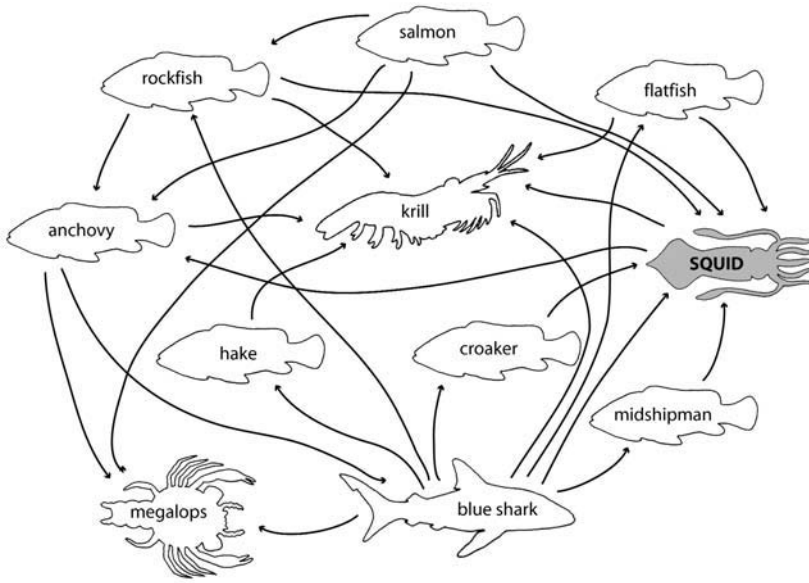 salmon
rockfish
flatfish
krill
anchovy
SQUID
hake
croaker
midshipman
megalops
blue shark